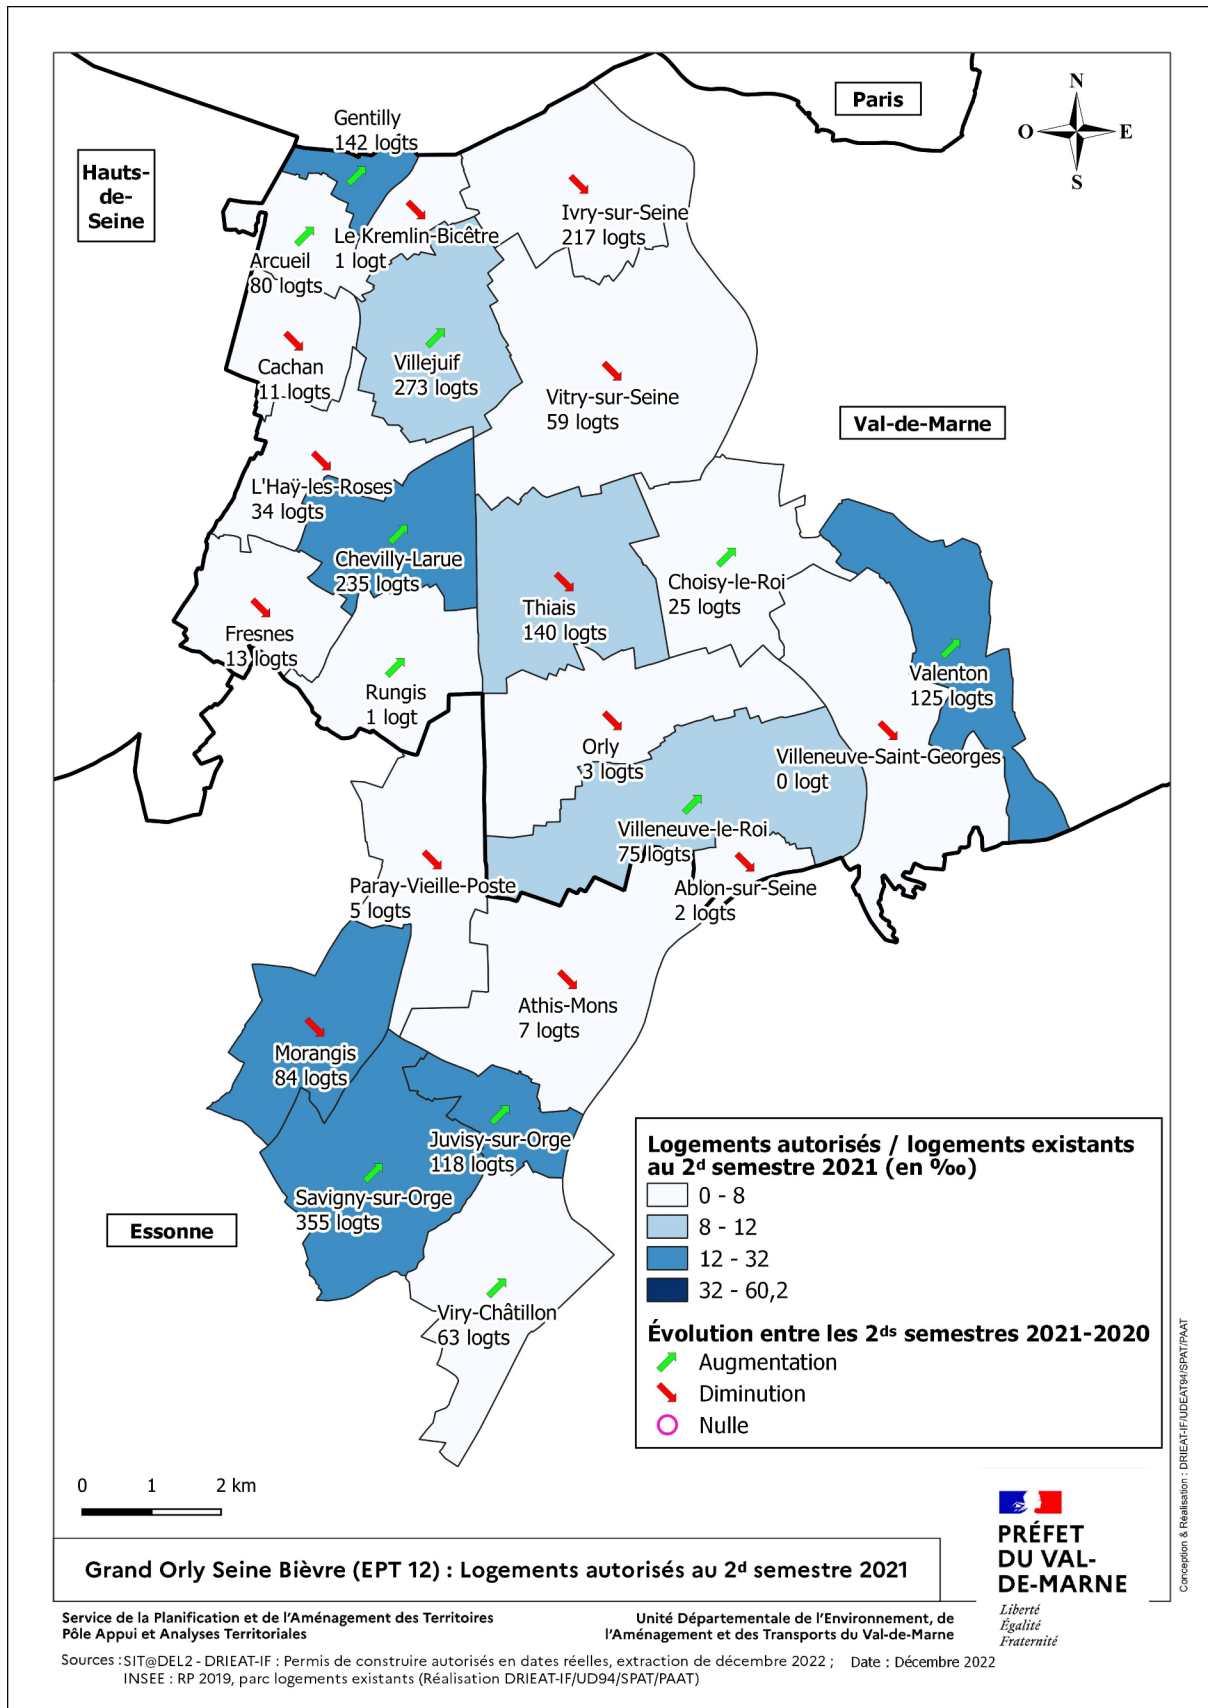 Paris
N
O
E
S
Hauts-
de-
Seine
Gentilly
142 logts
Ivry-sur-Seine
217 logts
Le Kremlin-Bicêtre
1 logt
Arcueil
80 logts
Cachan
11 logts
Villejuif
273 logts
Vitry-sur-Seine
59 logts
Val-de-Marne
L'Haÿ-les-Roses
34 logts
Chevilly-Larue
235 logts
Thiais
140 logts
Choisy-le-Roi
25 logts
Fresnes
13 logts
Rungis
1 logt
Valenton
125 logts
Orly
3 logts
Villeneuve-Saint-Georges
0 logt
Villeneuve-le-Roi
75 logts
Paray-Vieille-Poste
5 logts
Ablon-sur-Seine
2 logts
Athis-Mons
7 logts
Morangis
84 logts
Juvisy-sur-Orge
118 logts
Savigny-sur-Orge
355 logts
Essonne
Viry-Châtillon
63 logts
Logements autorisés / logements existants
au 2d semestre 2021 (en ‰)
0 - 8
8 - 12
12 - 32
32 - 60,2
Évolution entre les 2ds semestres 2021-2020
Augmentation
Diminution
Nulle
0 1 2 km
Grand Orly Seine Bièvre (EPT 12) : Logements autorisés au 2d semestre 2021
PRÉFET
DU VAL-
DE-MARNE
Liberté
Égalité
Fraternité
Conception & Réalisation : DRIEAT-IF/UDEAT94/SPAT/PAAT
Service de la Planification et de l'Aménagement des Territoires
Pôle Appui et Analyses Territoriales
Unité Départementale de l'Environnement, de
l'Aménagement et des Transports du Val-de-Marne
Sources : SIT@DEL2 - DRIEAT-IF : Permis de construire autorisés en dates réelles, extraction de décembre 2022 ; Date : Décembre 2022
INSEE : RP 2019, parc logements existants (Réalisation DRIEAT-IF/UD94/SPAT/PAAT)